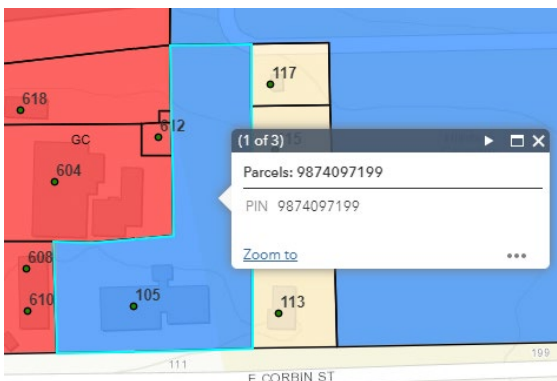 117
618
612
GC
(1 of 3)
604
Parcels: 9874097199
PIN 9874097199
608
Zoom to
610
105
113
111
199
E CORBIN ST